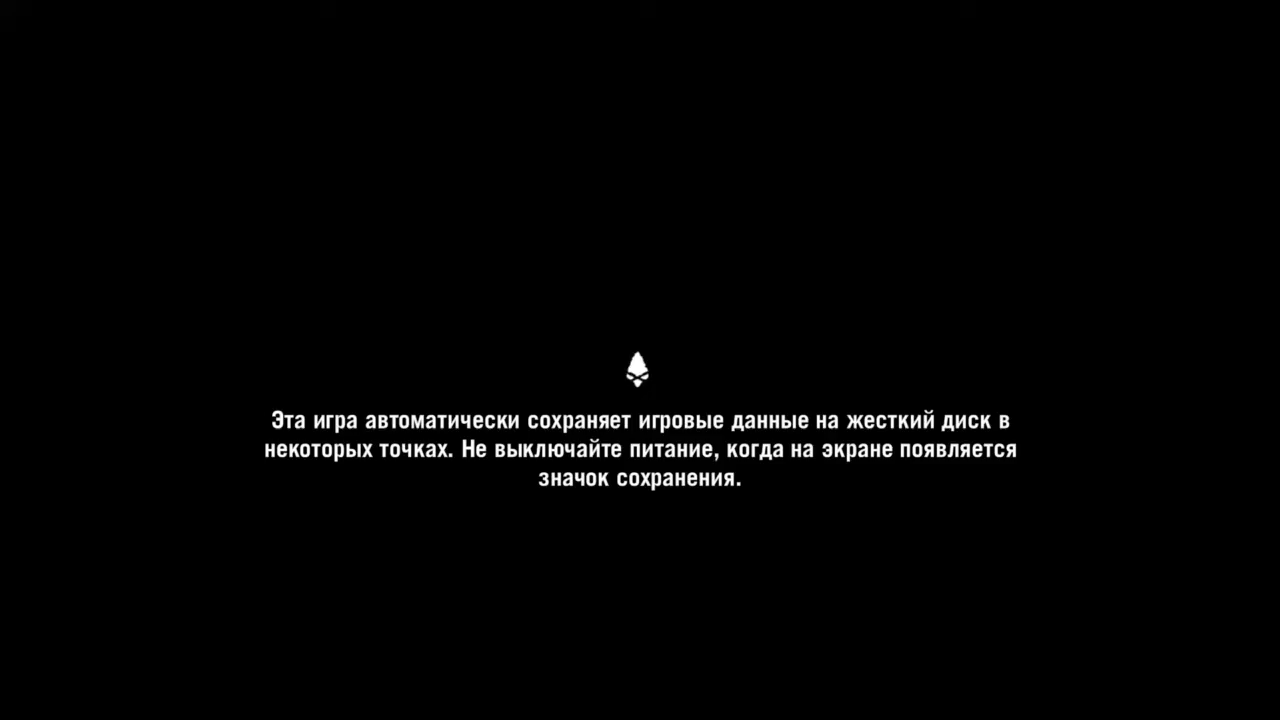 Эта игра автоматически сохраняет игровые данные на жесткий диск в
некоторых точках. Не выключайте питание, когда на экране появляется
значок сохранения.